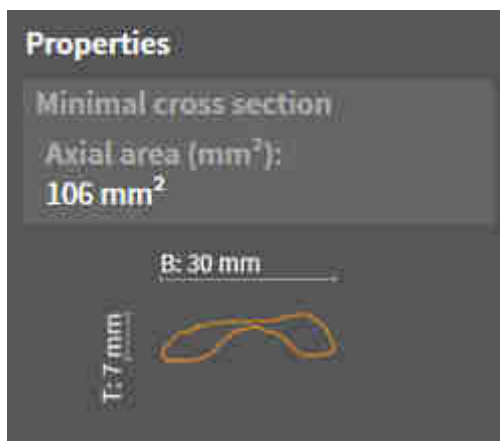 Properties
Minimal cross section
Axial area (mm²):
106 mm²
B: 30 mm
T: 7 mm